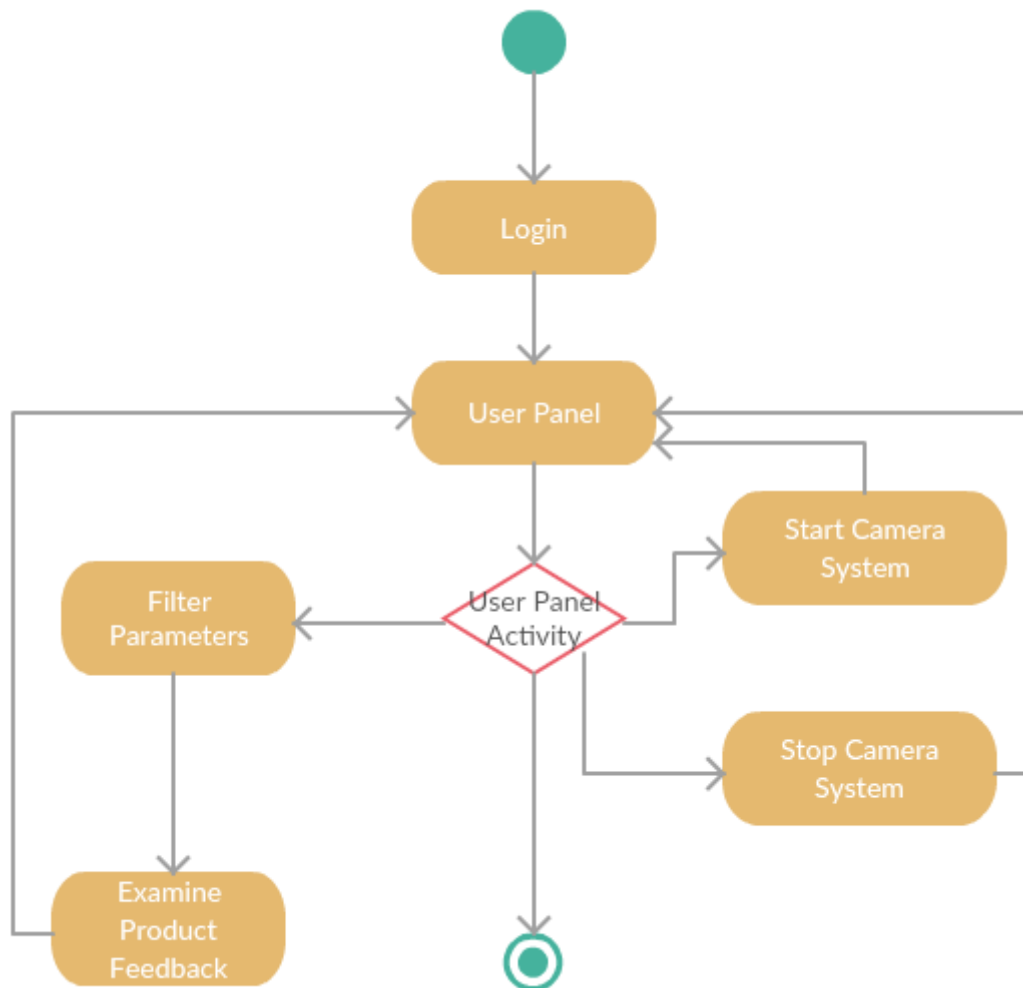 Login
User Panel
Start Camera
System
Filter
Parameters
User Panel
Activity
Stop Camera
System
Examine
Product
Feedback